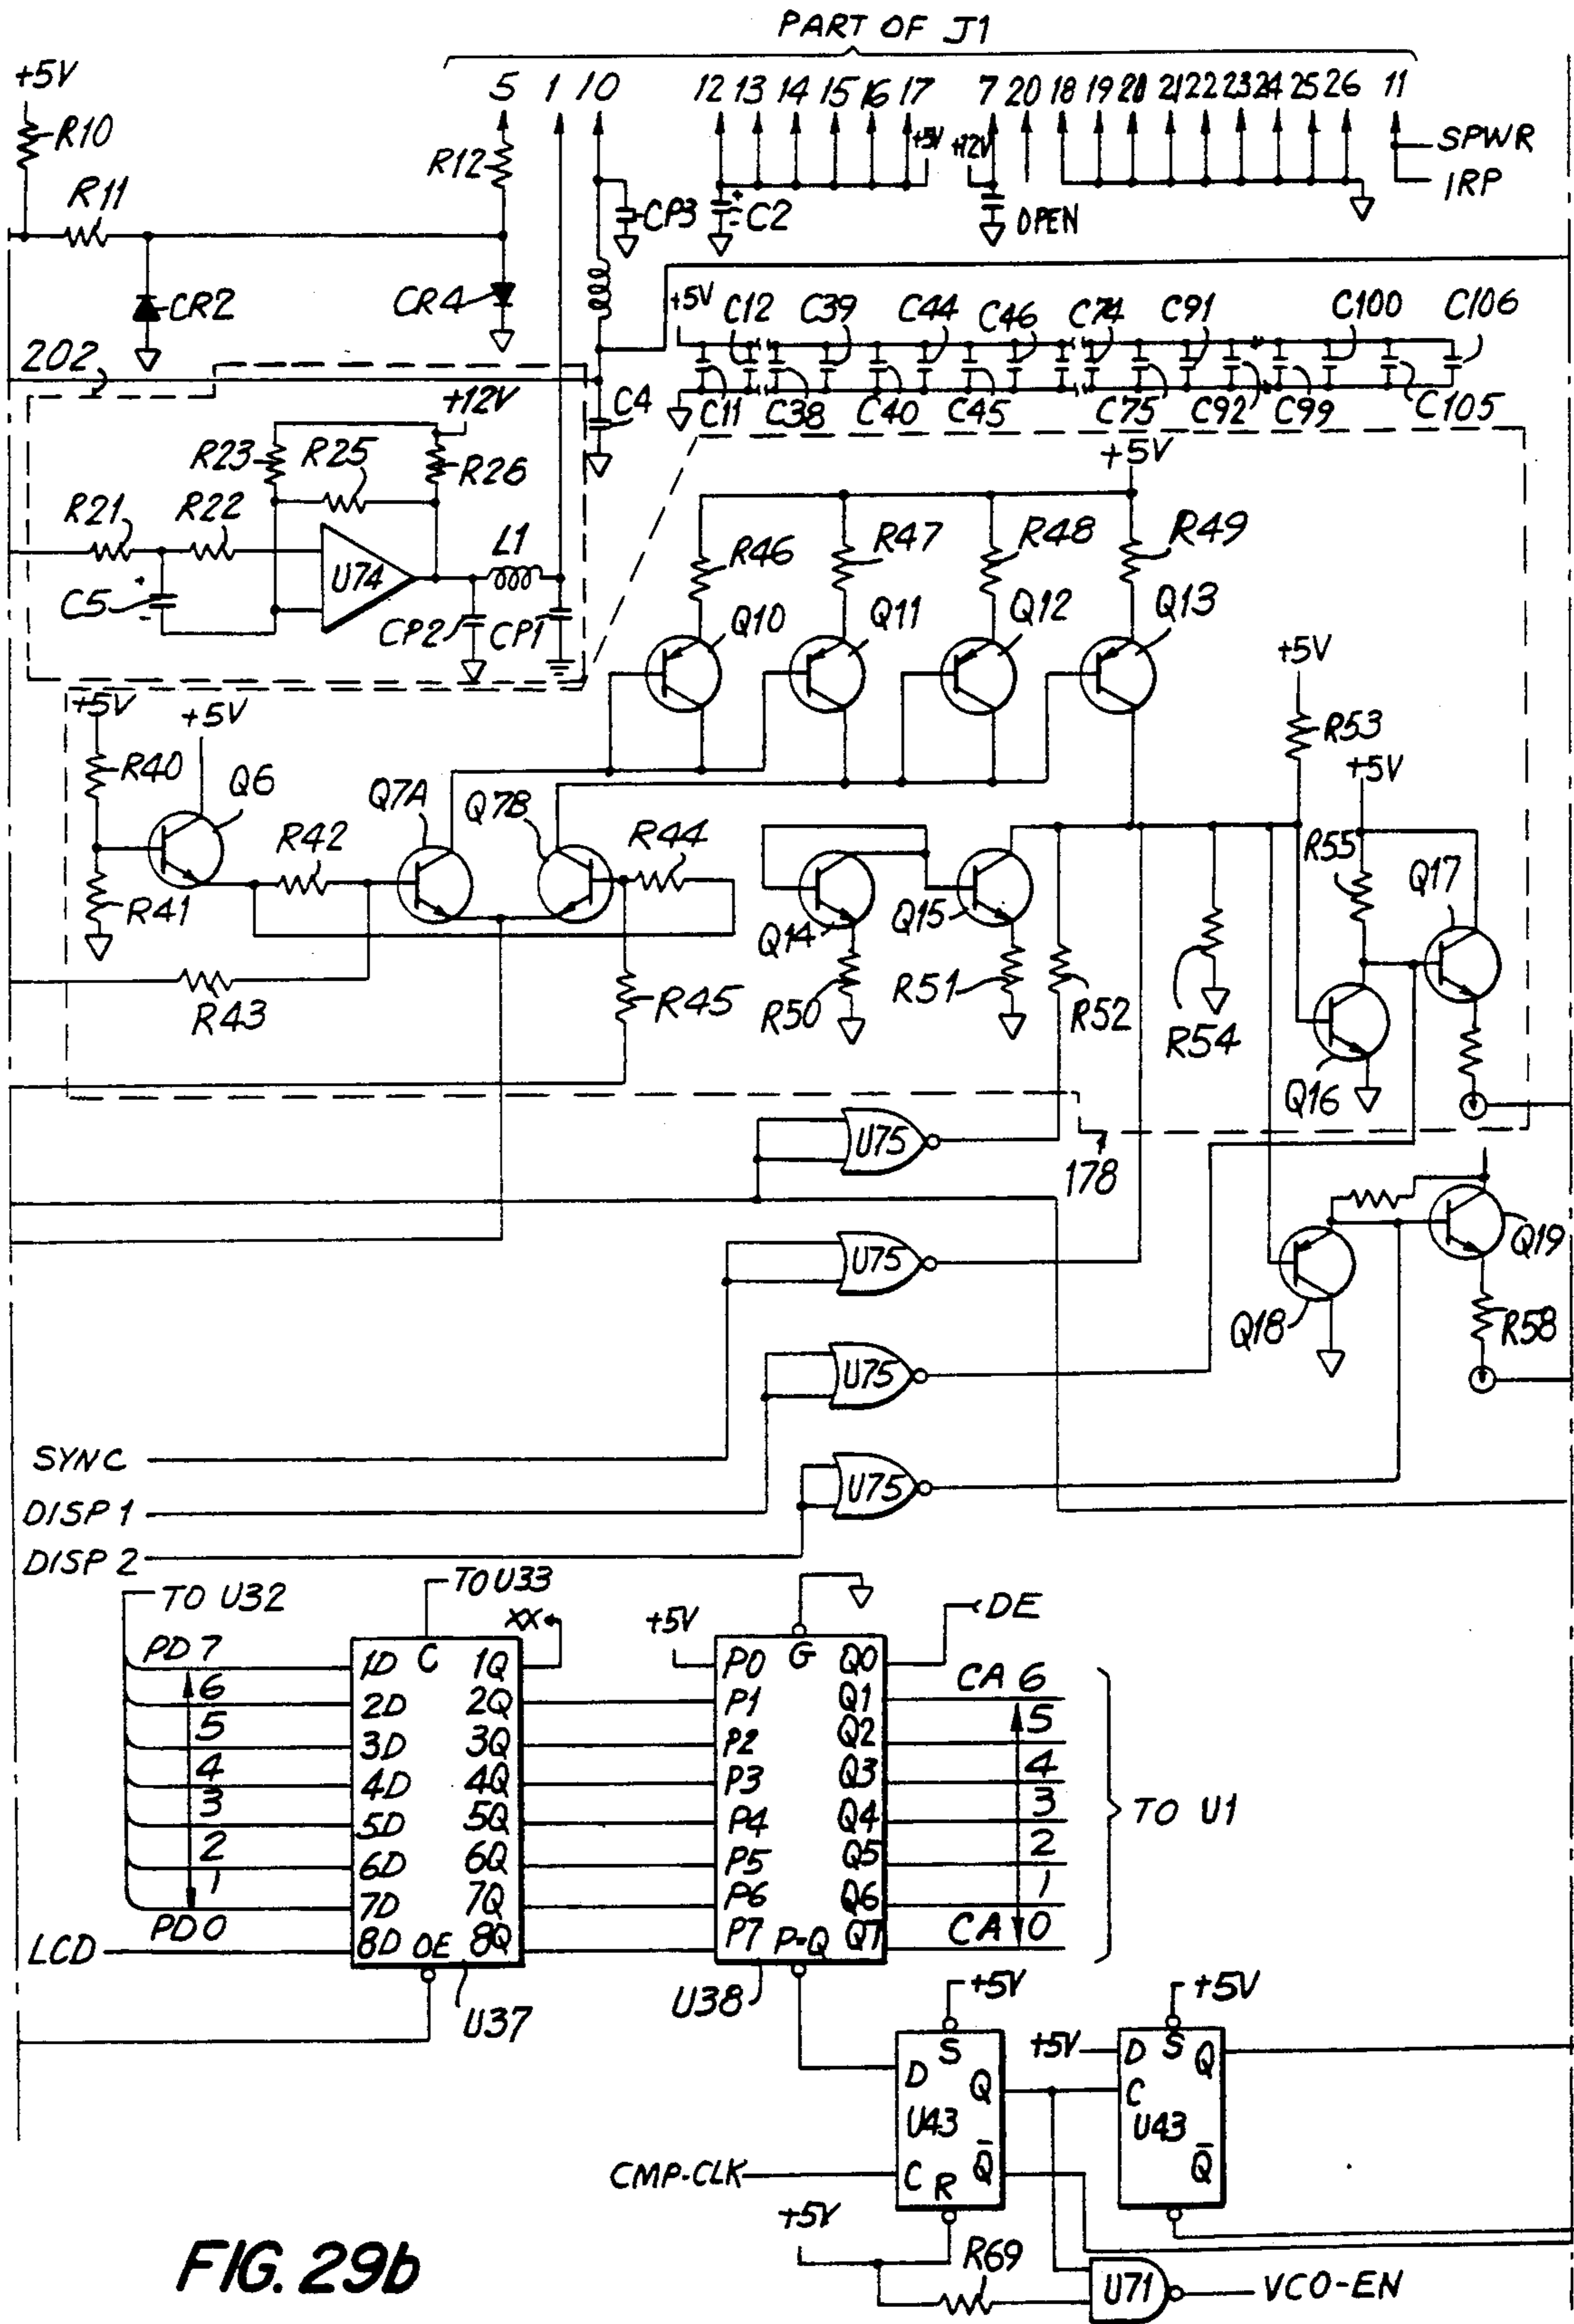 PART OF J1
+5V
5 1 10 12 13 14 15 16 17 7 20 18 19 20 21 22 23 24 25 26 11
R10
R12
+5V
+12V
SPWR
IRP
R11
CP3
C2
OPEN
CR2
CR4
+5V C12 C39 C44 C46 C74 C91 C100 C106
202
C4
C11 C38 C40 C45 C75 C92 C99 C105
+12V
R23 R25
R26
+5V
R21 R22
L1
U74
R46 R47 R48 R49
C5
+
-
CP2 CP1
Q10 Q11 Q12 Q13
+5V
+5V +5V
R53
R40 Q6
Q7A Q7B
+5V
R42
R44
R55
Q17
R41
Q14 Q15
R43
R45
R50 R51 R52
R54
Q16
U75
178
U75
Q19
Q18
R58
U75
SYNC
U75
DISP 1
DISP 2
TO U32
TO U33
XX
+5V
DE
PD 7 1D C 1Q P0 G Q0 CA 6
6 2D 2Q P1 Q1
5 3D 3Q P2 Q2 5
4 4D 4Q P3 Q3 4
3 5D 5Q P4 Q4 3
TO U1
2 6D 6Q P5 Q5 2
1 7D 7Q P6 Q6 1
PD 0
LCD 8D OE 8Q P7 P=Q Q7 CA 0
U37
U38
+5V
+5V
S
D Q
U43
+5V D S Q
C
U43
Q̅
CMP-CLK C R Q̅
+5V
R69
U71
VCO-EN
FIG. 29b